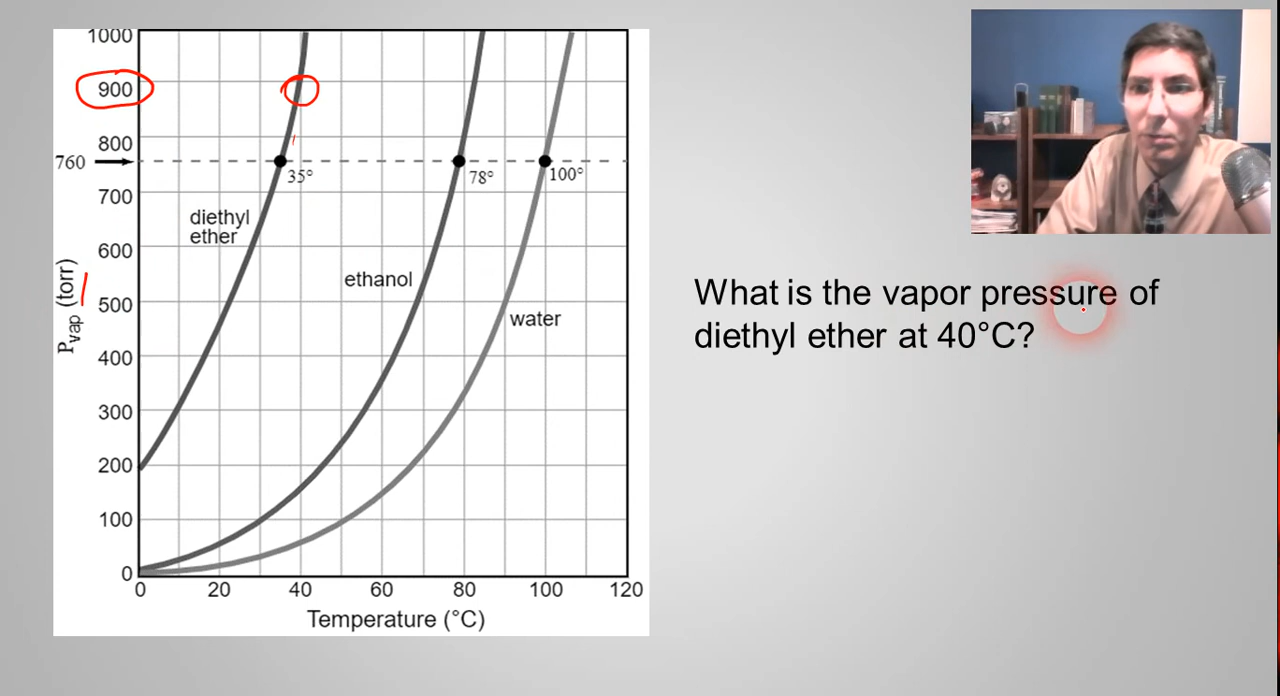 1000
900
800
760
700
600
500
400
300
200
100
0
P_vap (torr)
35°
78°
100°
diethyl
ether
ethanol
water
0 20 40 60 80 100 120
Temperature (°C)
What is the vapor pressure of
diethyl ether at 40°C?